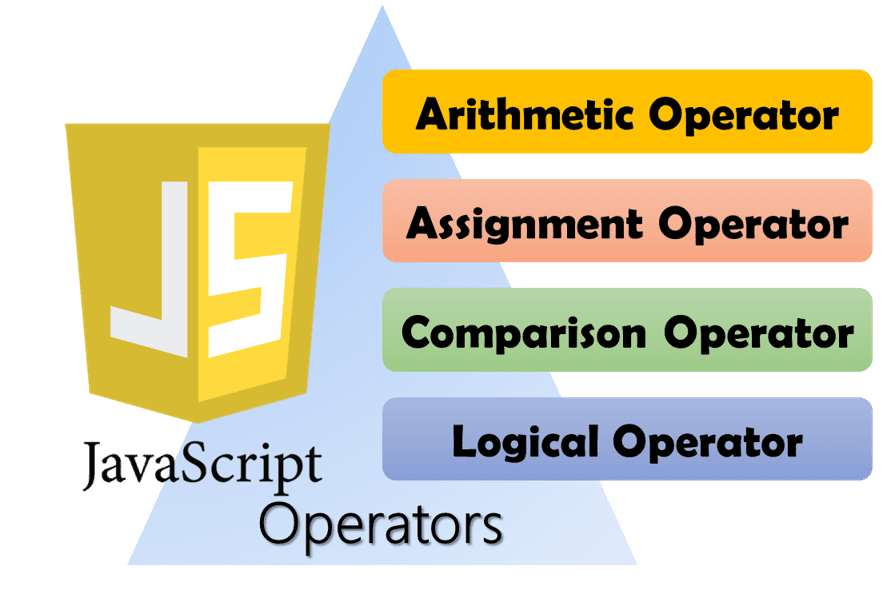 JS
JavaScript
Operators
Arithmetic Operator
Assignment Operator
Comparison Operator
Logical Operator